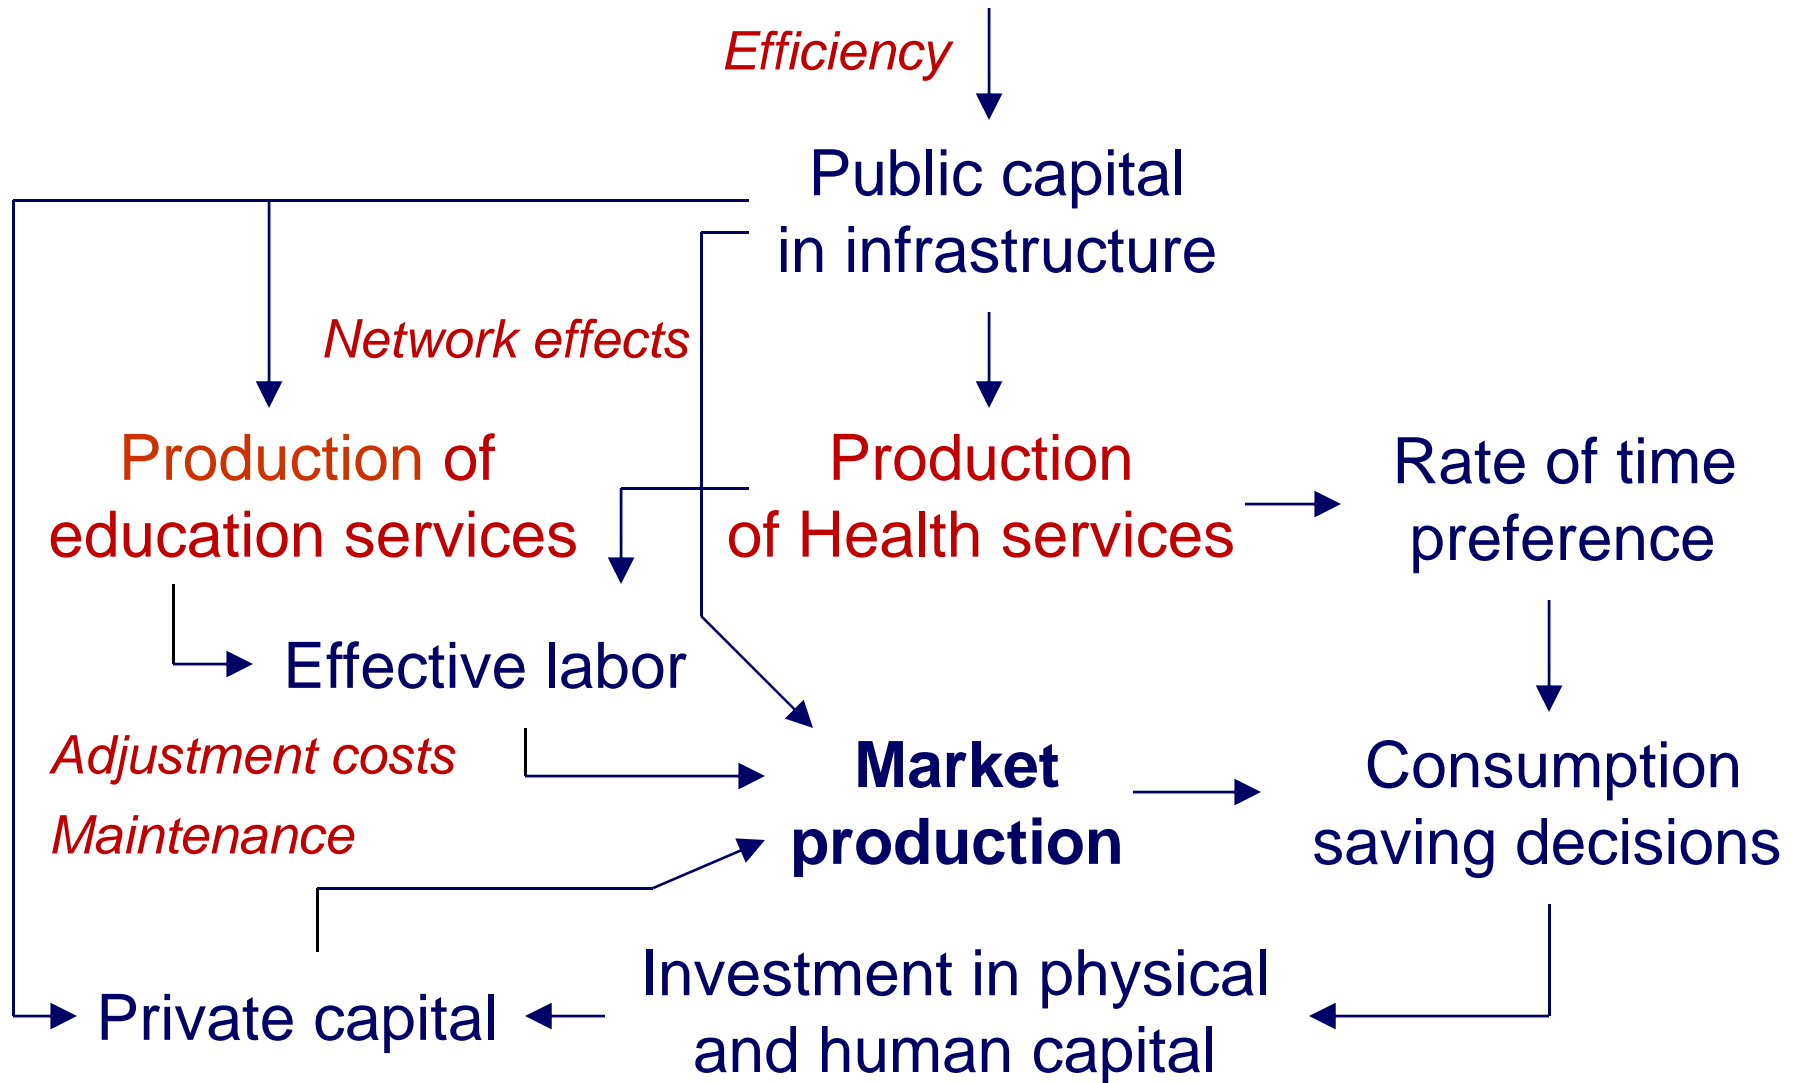 Efficiency
Public capital
in infrastructure
Network effects
Production of
education services
Production
of Health services
Rate of time
preference
Effective labor
Adjustment costs
Maintenance
Market
production
Consumption
saving decisions
Private capital
Investment in physical
and human capital